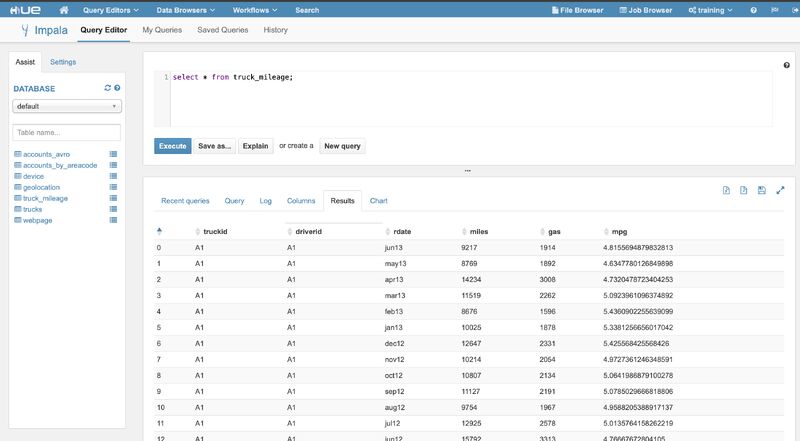 HUE Query Editors Data Browsers Workflows Search File Browser Job Browser training
Impala Query Editor My Queries Saved Queries History
Assist Settings
DATABASE
default
Table name...
accounts_avro
accounts_by_areacode
device
geolocation
truck_mileage
trucks
webpage
1 select * from truck_mileage;
Execute Save as... Explain or create a New query
Recent queries Query Log Columns Results Chart
truckid driverid rdate miles gas mpg
0 A1 A1 jun13 9217 1914 4.8155694879832813
1 A1 A1 may13 8769 1892 4.6347780126849898
2 A1 A1 apr13 14234 3008 4.7320478723404253
3 A1 A1 mar13 11519 2262 5.0923961096374892
4 A1 A1 feb13 8676 1596 5.4360902255639099
5 A1 A1 jan13 10025 1878 5.3381256656017042
6 A1 A1 dec12 12647 2331 5.425568425568426
7 A1 A1 nov12 10214 2054 4.9727361246348591
8 A1 A1 oct12 10807 2134 5.0641986879100278
9 A1 A1 sep12 11127 2191 5.0785029666818806
10 A1 A1 aug12 9754 1967 4.9588205388917137
11 A1 A1 jul12 12925 2578 5.0135764158262219
12 A1 A1 jun12 15792 3313 4.76667672804105